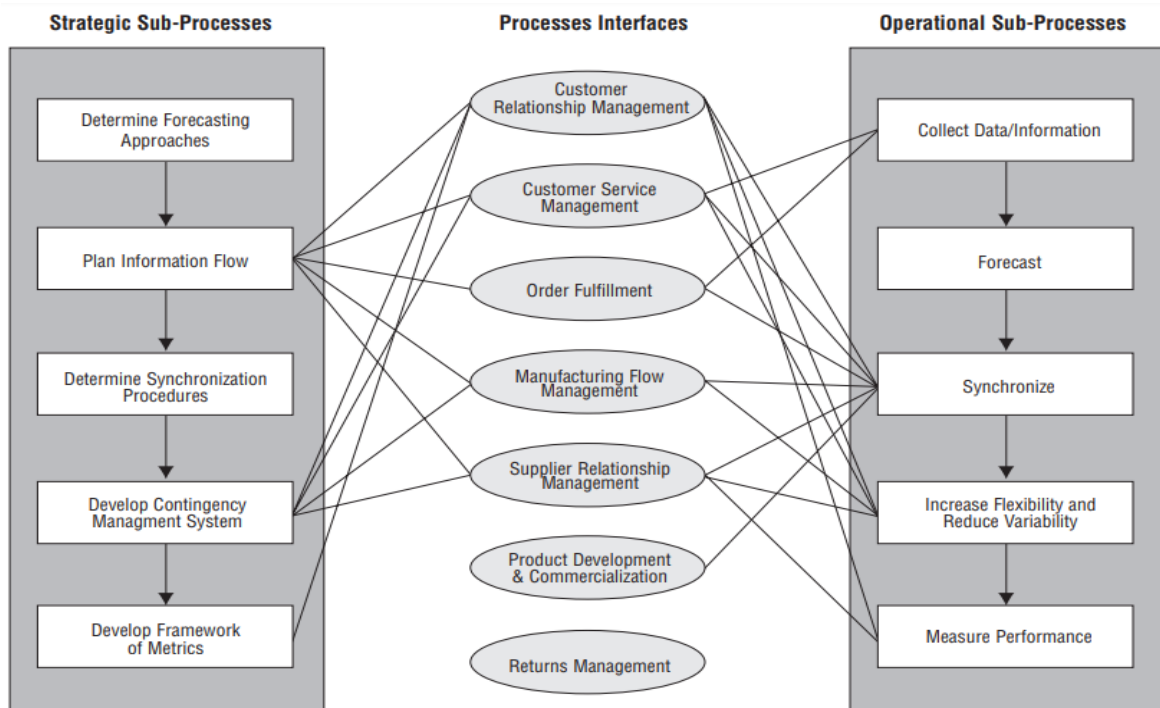 Strategic Sub-Processes
Processes Interfaces
Operational Sub-Processes
Determine Forecasting
Approaches
Plan Information Flow
Determine Synchronization
Procedures
Develop Contingency
Managment System
Develop Framework
of Metrics
Customer
Relationship Management
Customer Service
Management
Order Fulfillment
Manufacturing Flow
Management
Supplier Relationship
Management
Product Development
& Commercialization
Returns Management
Collect Data/Information
Forecast
Synchronize
Increase Flexibility and
Reduce Variability
Measure Performance